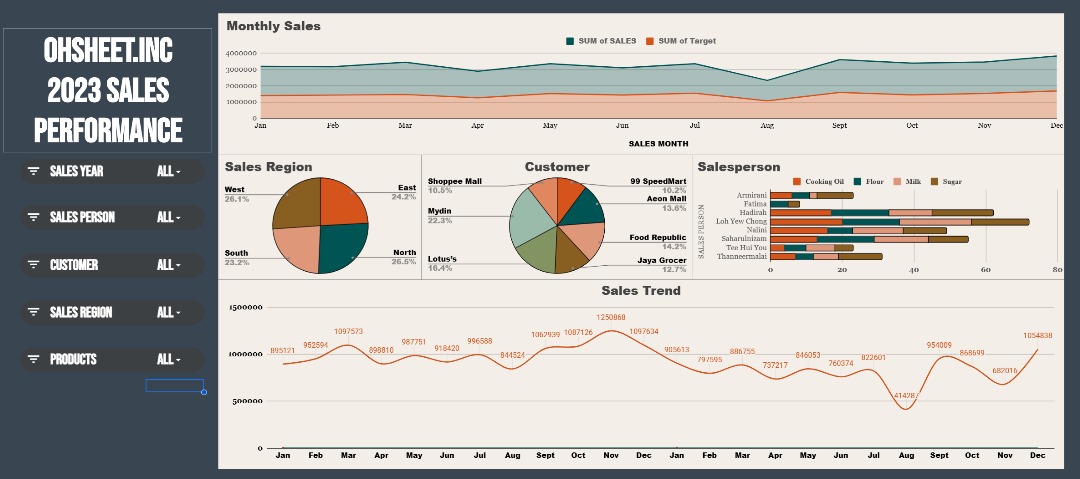 OHSHEET.INC
2023 SALES
PERFORMANCE
SALES YEAR ALL
SALES PERSON ALL
CUSTOMER ALL
SALES REGION ALL
PRODUCTS ALL
Monthly Sales
SUM of SALES SUM of Target
4000000
3000000
2000000
1000000
0
Jan Feb Mar Apr May Jun Jul Aug Sept Oct Nov Dec
SALES MONTH
Sales Region
West
26.1%
East
24.2%
South
23.2%
North
26.5%
Customer
Shoppee Mall
10.5%
99 SpeedMart
10.2%
Aeon Mall
13.6%
Mydin
22.3%
Food Republic
14.2%
Lotus's
16.4%
Jaya Grocer
12.7%
Salesperson
Cooking Oil Flour Milk Sugar
SALES PERSON
Armirani
Fatima
Hadirah
Loh Yew Chong
Nalini
Saharulnizam
Tee Hui You
Thanneermalai
0 20 40 60 80
Sales Trend
1500000
1000000
500000
0
895121 952594 1097573 898810 987751 918420 996588 844524 1062939 1087126 1250868 1097634 905613 797595 886755 737217 846053 760374 822601 414287 954009 868699 682016 1054838
Jan Feb Mar Apr May Jun Jul Aug Sept Oct Nov Dec Jan Feb Mar Apr May Jun Jul Aug Sept Oct Nov Dec